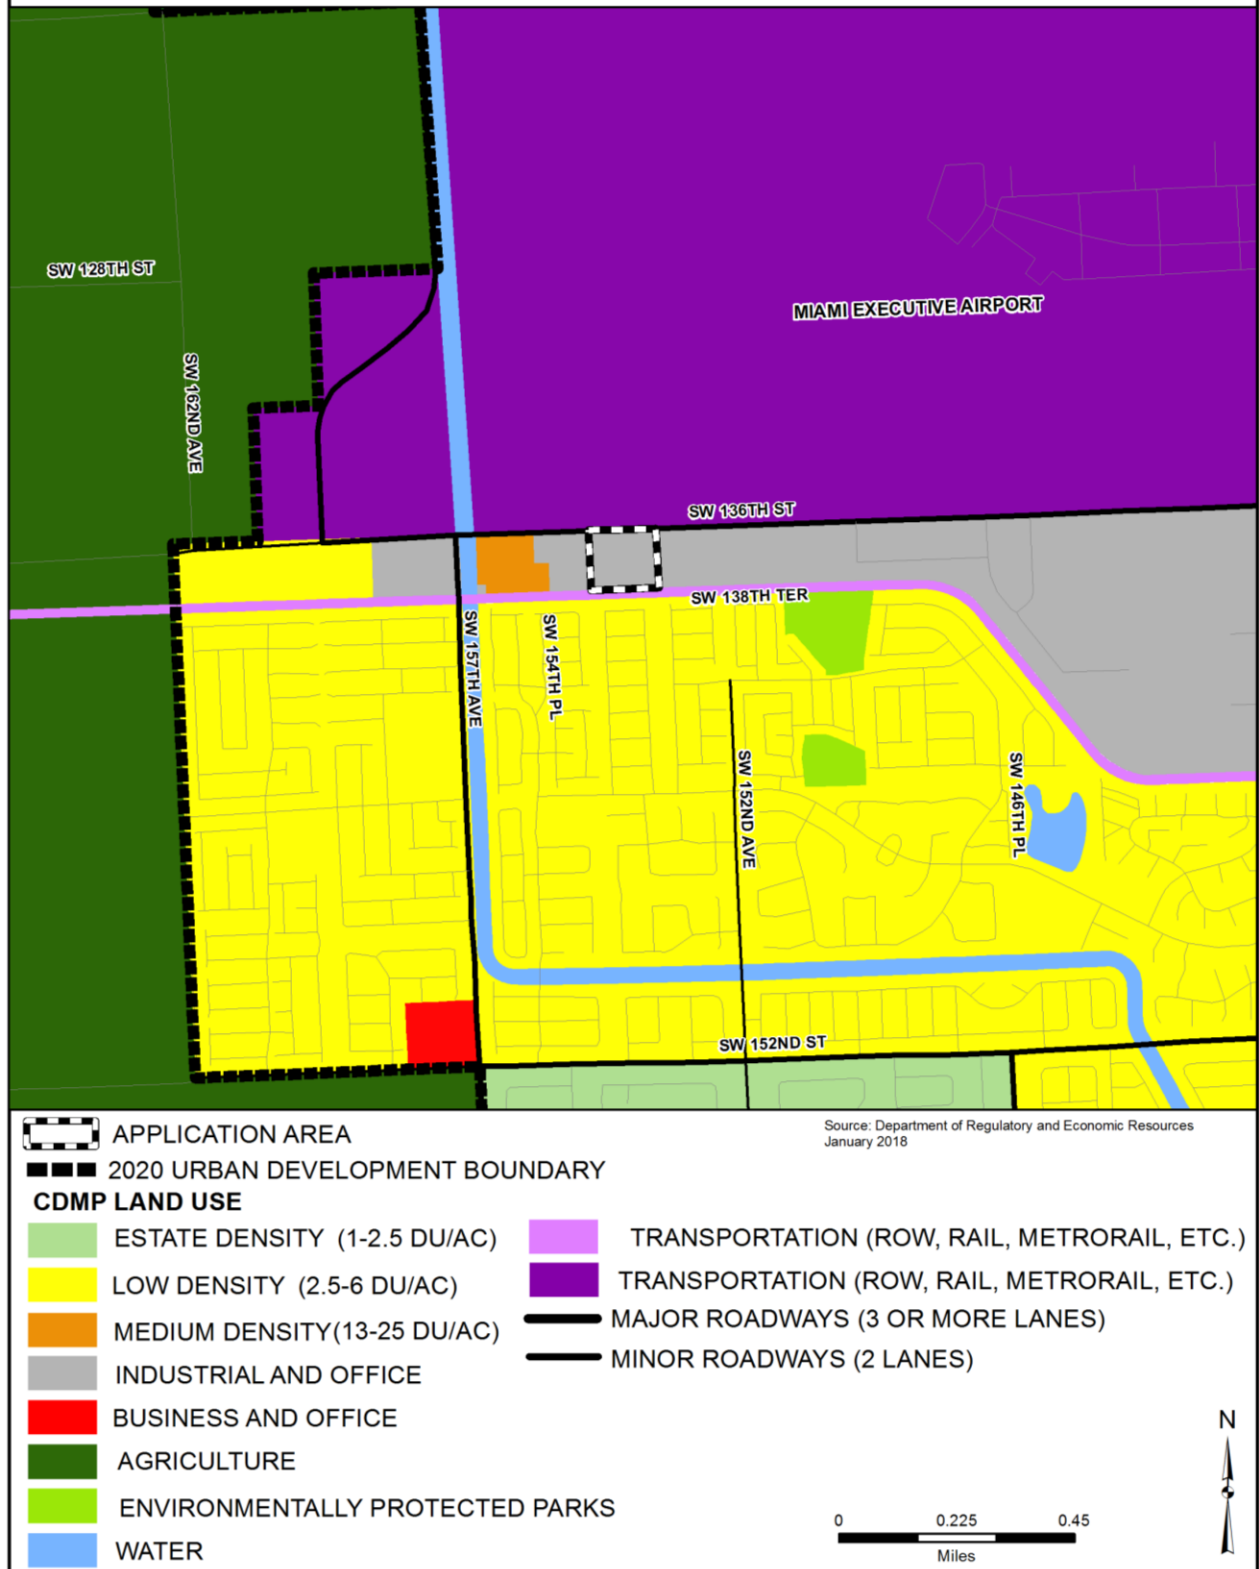 SW 128TH ST
MIAMI EXECUTIVE AIRPORT
SW 162ND AVE
SW 136TH ST
SW 138TH TER
SW 157TH AVE
SW 154TH PL
SW 152ND AVE
SW 146TH PL
SW 152ND ST
APPLICATION AREA
Source: Department of Regulatory and Economic Resources
January 2018
2020 URBAN DEVELOPMENT BOUNDARY
CDMP LAND USE
ESTATE DENSITY (1-2.5 DU/AC)
LOW DENSITY (2.5-6 DU/AC)
MEDIUM DENSITY(13-25 DU/AC)
INDUSTRIAL AND OFFICE
BUSINESS AND OFFICE
AGRICULTURE
ENVIRONMENTALLY PROTECTED PARKS
WATER
TRANSPORTATION (ROW, RAIL, METRORAIL, ETC.)
TRANSPORTATION (ROW, RAIL, METRORAIL, ETC.)
MAJOR ROADWAYS (3 OR MORE LANES)
MINOR ROADWAYS (2 LANES)
N
0 0.225 0.45
Miles